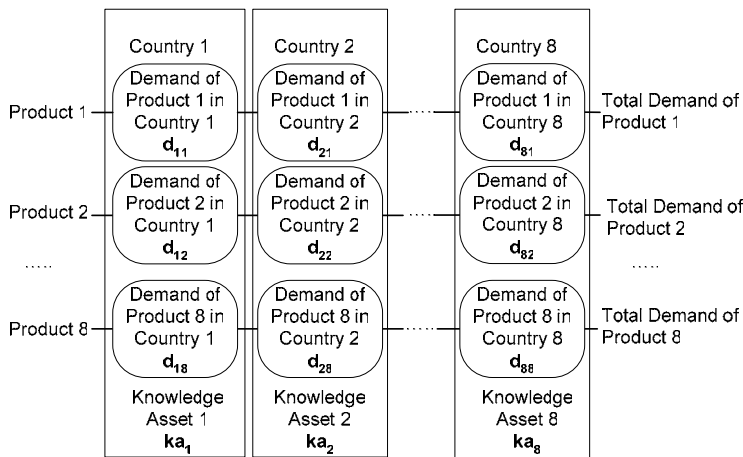 Country 1
Country 2
Country 8
Product 1
Demand of
Product 1 in
Country 1
d11
Demand of
Product 1 in
Country 2
d21
......
Demand of
Product 1 in
Country 8
d81
Total Demand of
Product 1
Product 2
Demand of
Product 2 in
Country 1
d12
Demand of
Product 2 in
Country 2
d22
......
Demand of
Product 2 in
Country 8
d82
Total Demand of
Product 2
.....
.....
Product 8
Demand of
Product 8 in
Country 1
d18
Demand of
Product 8 in
Country 2
d28
......
Demand of
Product 8 in
Country 8
d88
Total Demand of
Product 8
Knowledge
Asset 1
ka1
Knowledge
Asset 2
ka2
Knowledge
Asset 8
ka8